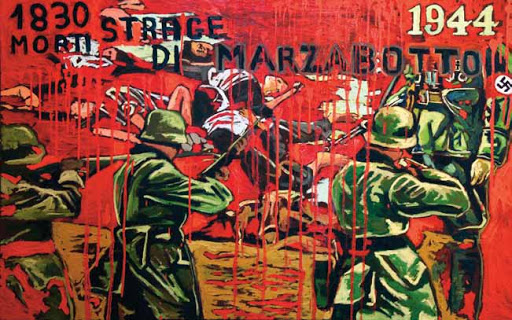 1830 STRAGE 1944
MORTI DI MARZABOTTO